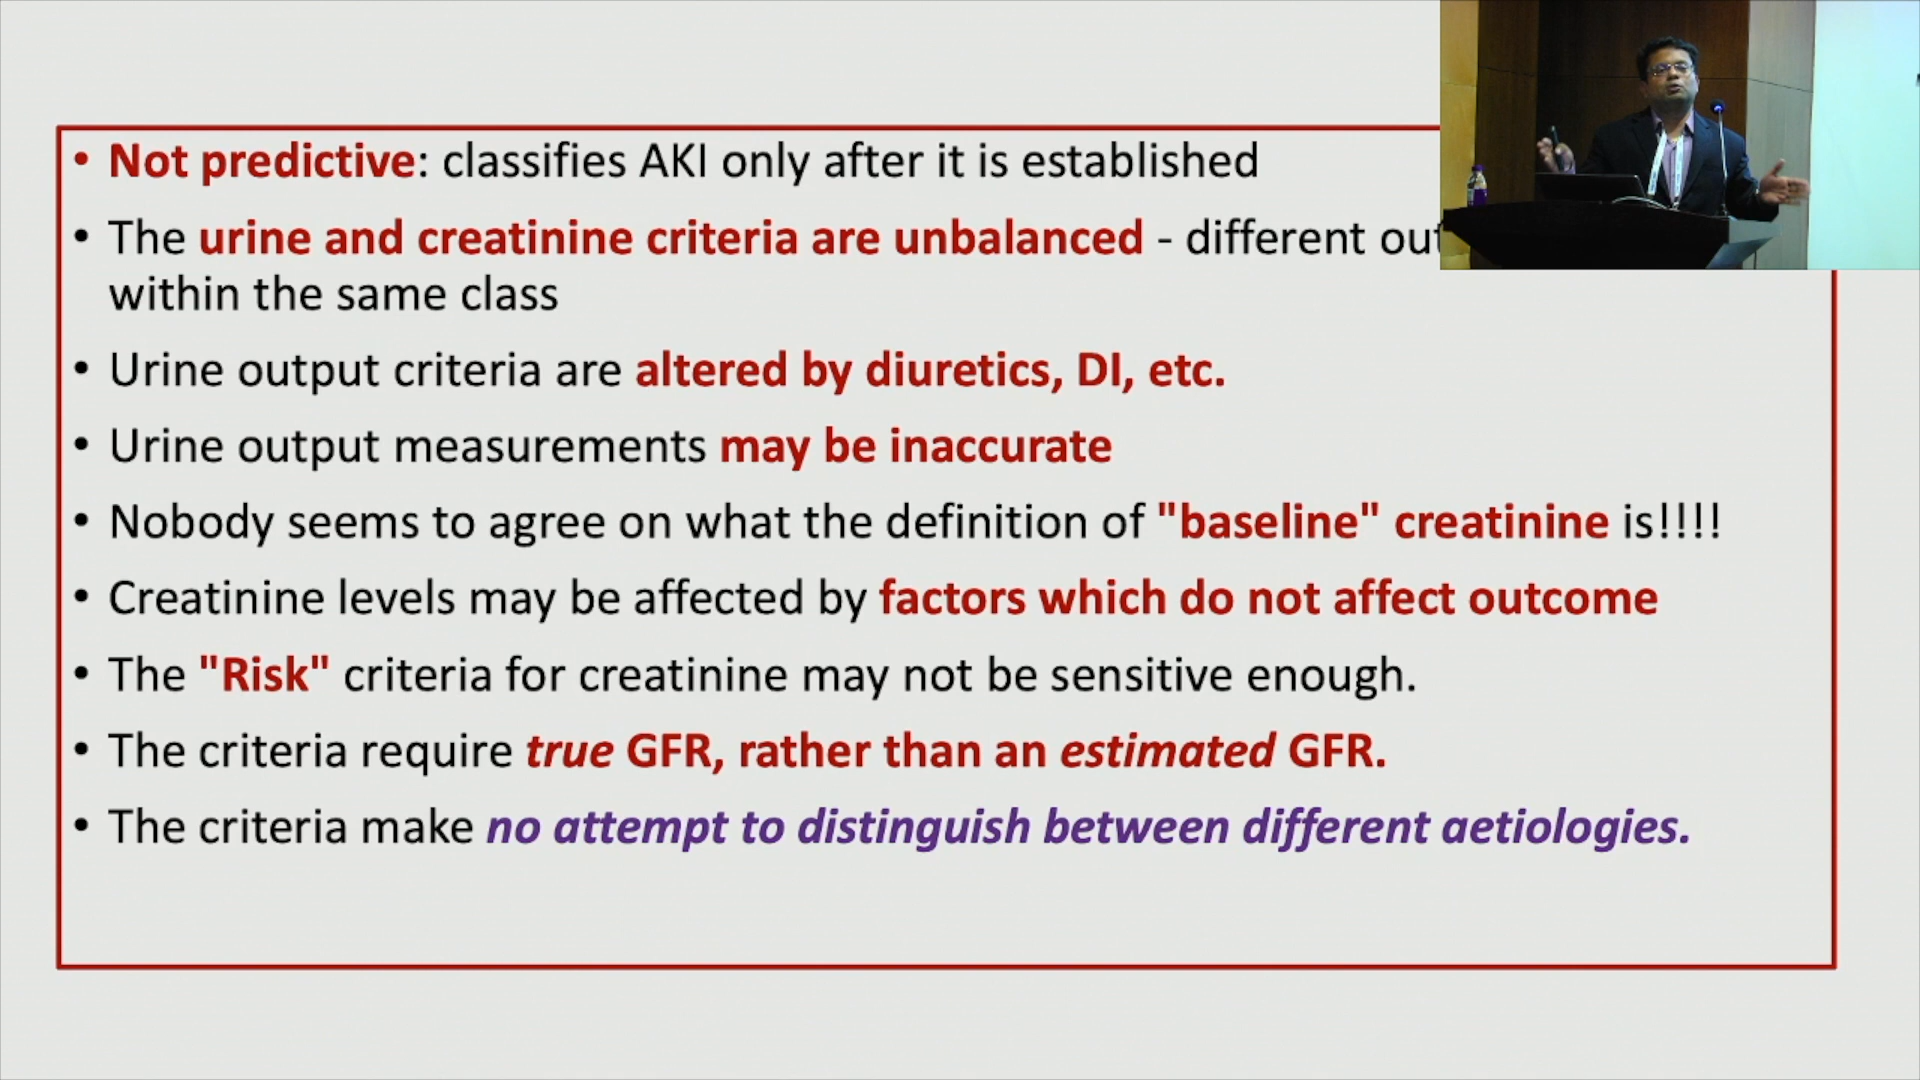 • Not predictive: classifies AKI only after it is established
• The urine and creatinine criteria are unbalanced - different
within the same class
• Urine output criteria are altered by diuretics, DI, etc.
• Urine output measurements may be inaccurate
• Nobody seems to agree on what the definition of "baseline" creatinine is!!!!
• Creatinine levels may be affected by factors which do not affect outcome
• The "Risk" criteria for creatinine may not be sensitive enough.
• The criteria require true GFR, rather than an estimated GFR.
• The criteria make no attempt to distinguish between different aetiologies.